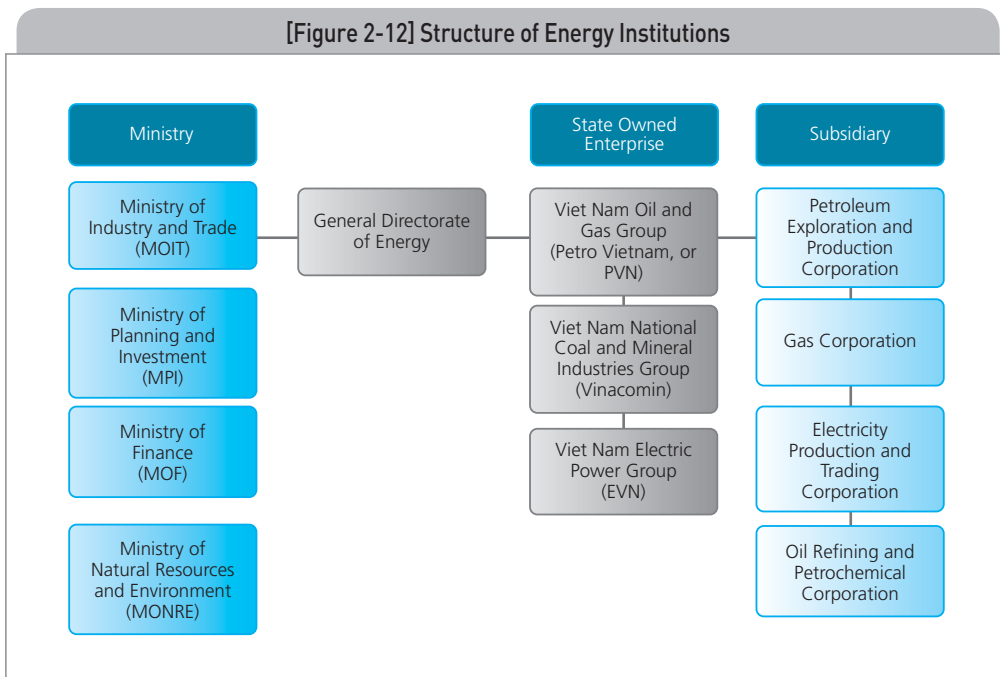 [Figure 2-12] Structure of Energy Institutions
Ministry
State Owned
Enterprise
Subsidiary
Ministry of
Industry and Trade
(MOIT)
General Directorate
of Energy
Viet Nam Oil and
Gas Group
(Petro Vietnam, or
PVN)
Petroleum
Exploration and
Production
Corporation
Ministry of
Planning and
Investment
(MPI)
Viet Nam National
Coal and Mineral
Industries Group
(Vinacomin)
Gas Corporation
Ministry of
Finance
(MOF)
Viet Nam Electric
Power Group
(EVN)
Electricity
Production and
Trading
Corporation
Ministry of
Natural Resources
and Environment
(MONRE)
Oil Refining and
Petrochemical
Corporation